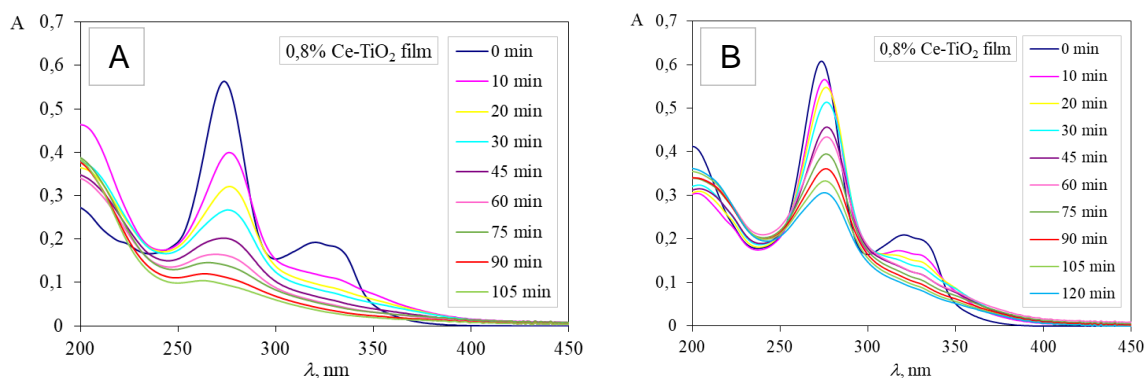 A
0,7
0,6
0,5
0,4
0,3
0,2
0,1
0
A
0,8% Ce-TiO₂ film
0 min
10 min
20 min
30 min
45 min
60 min
75 min
90 min
105 min
200 250 300 350 400 450
λ, nm
A
0,7
0,6
0,5
0,4
0,3
0,2
0,1
0
B
0,8% Ce-TiO₂ film
0 min
10 min
20 min
30 min
45 min
60 min
75 min
90 min
105 min
120 min
200 250 300 350 400 450
λ, nm